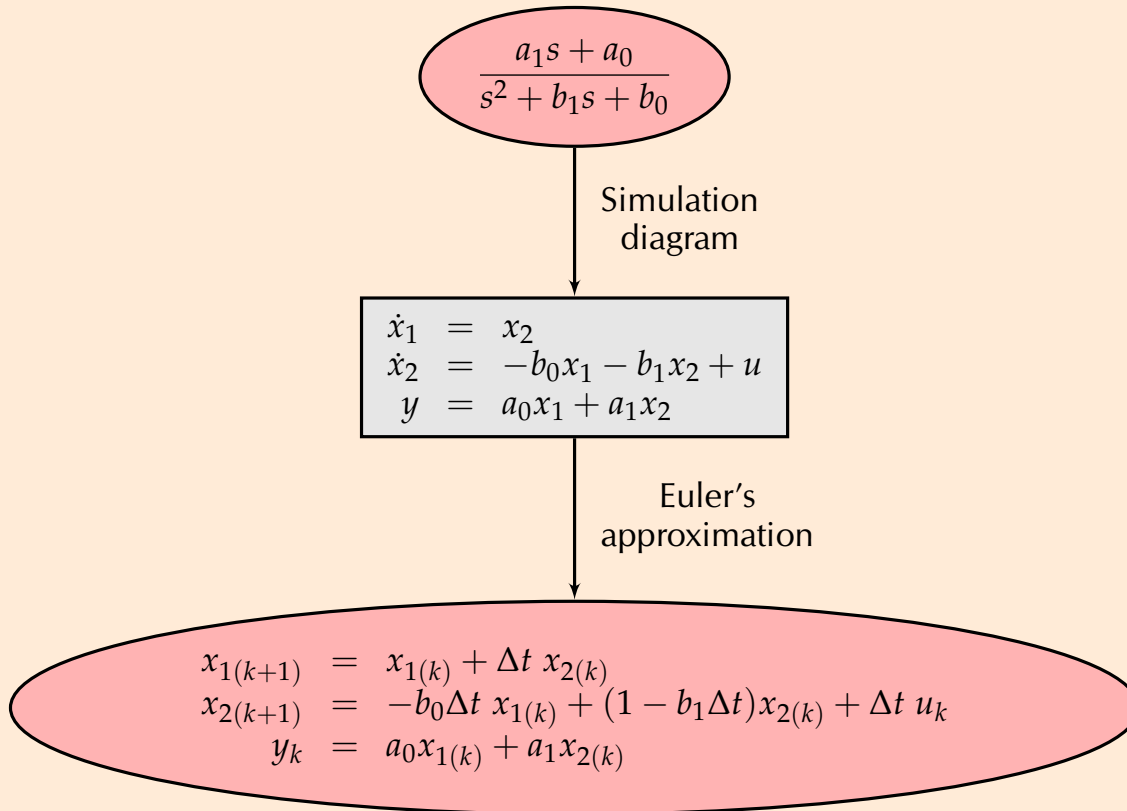 a₁s + a₀
s² + b₁s + b₀
Simulation
diagram
ẋ₁ = x₂
ẋ₂ = −b₀x₁ − b₁x₂ + u
y = a₀x₁ + a₁x₂
Euler's
approximation
x₁₍ₖ₊₁₎ = x₁₍ₖ₎ + Δt x₂₍ₖ₎
x₂₍ₖ₊₁₎ = −b₀Δt x₁₍ₖ₎ + (1 − b₁Δt)x₂₍ₖ₎ + Δt uₖ
yₖ = a₀x₁₍ₖ₎ + a₁x₂₍ₖ₎